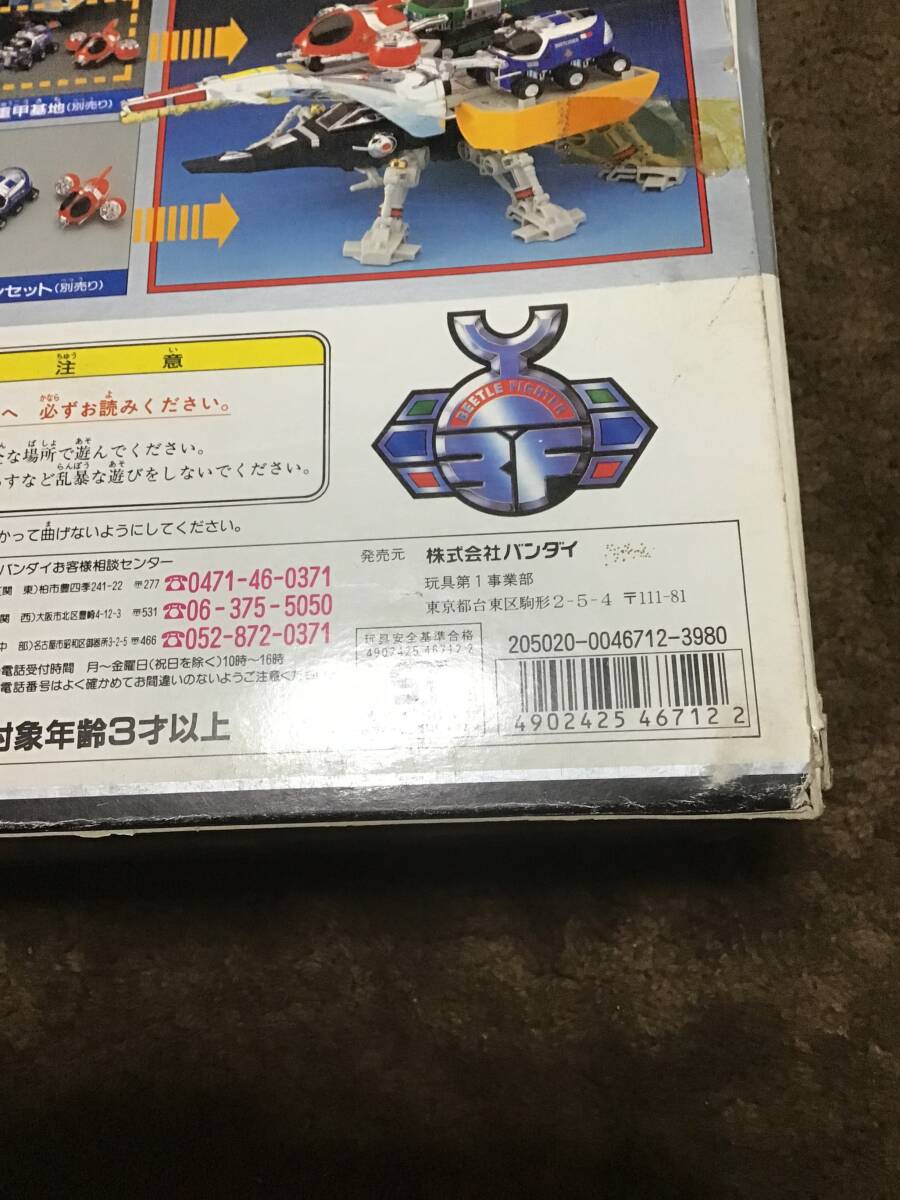 重甲基地(別売り)
ンセット(別売り)
注意
ちゅう い
へ 必ずお読みください。
な場所で遊んでください。
すなど乱暴な遊びをしないでください。
かって曲げないようにしてください。
BEETLE FIGHTER
BF
バンダイお客様相談センター
東)柏市豊四季241-22 〒277 ☎0471-46-0371
西)大阪市北区豊崎4-12-3 〒531 ☎06-375-5050
部)名古屋市昭和区御器所3-2-5 〒466 ☎052-872-0371
電話受付時間 月〜金曜日(祝日を除く)10時〜16時
電話番号はよく確かめてお間違いのないようご注意くだ
対象年齢3才以上
発売元 株式会社バンダイ
玩具第1事業部
東京都台東区駒形2-5-4 〒111-81
玩具安全基準合格
4902425 46712 2
205020-0046712-3980
4902425 467122